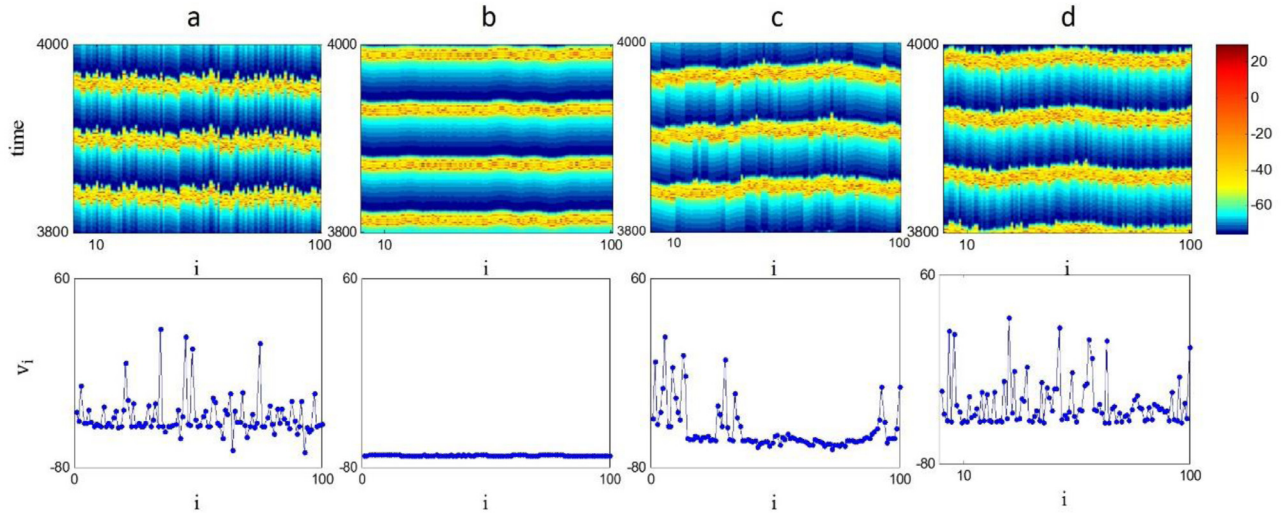 a b c d
4000 4000 4000 4000
time
3800 3800 3800 3800
10 100 100 10 100 10 100
i i i i
20
0
-20
-40
-60
60 60 60 60
vi
-80 -80 -80 -80
0 100 0 100 0 100 10 100
i i i i